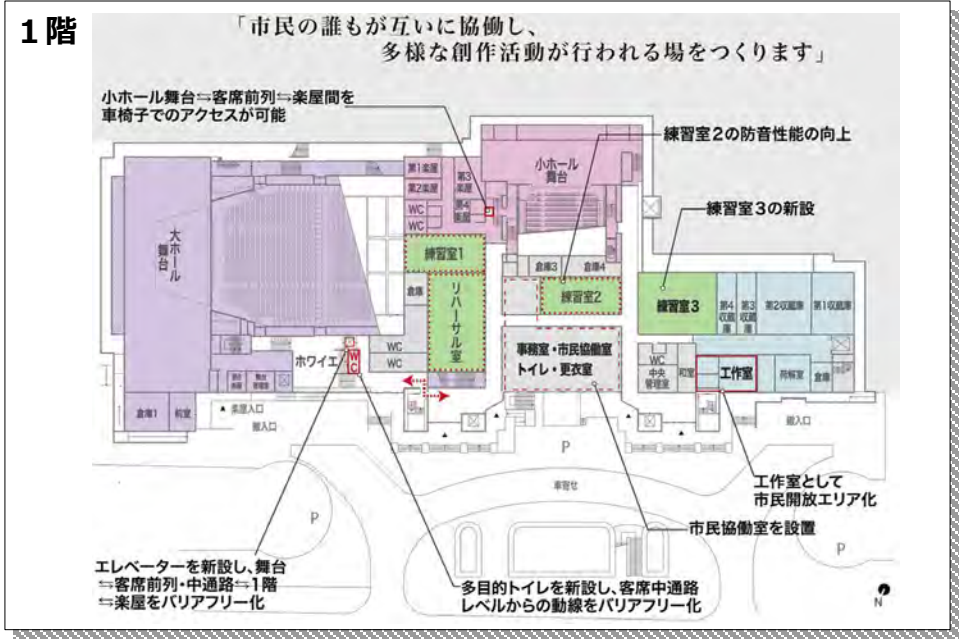 1階
「市民の誰もが互いに協働し、
多様な創作活動が行われる場をつくります」
小ホール舞台⇆客席前列⇆楽屋間を
車椅子でのアクセスが可能
練習室2の防音性能の向上
練習室3の新設
第1楽屋
第2楽屋
WC
WC
第3
楽屋
第4
楽屋
小ホール
舞台
大ホール
舞台
練習室1
倉庫
リハーサル室
倉庫3
倉庫4
練習室2
練習室3
第4
収蔵
庫
第3
収蔵
庫
第2収蔵庫
第1収蔵庫
ホワイエ
WC
WC
WC
事務室・市民協働室
トイレ・更衣室
WC
中央
管理室
和室
工作室
荷解室
倉庫
倉庫1
和室
楽屋入口
搬入口
搬入口
P
車寄せ
P
P
工作室として
市民開放エリア化
市民協働室を設置
エレベーターを新設し、舞台
⇆客席前列・中通路⇆1階
⇆楽屋をバリアフリー化
多目的トイレを新設し、客席中通路
レベルからの動線をバリアフリー化
N